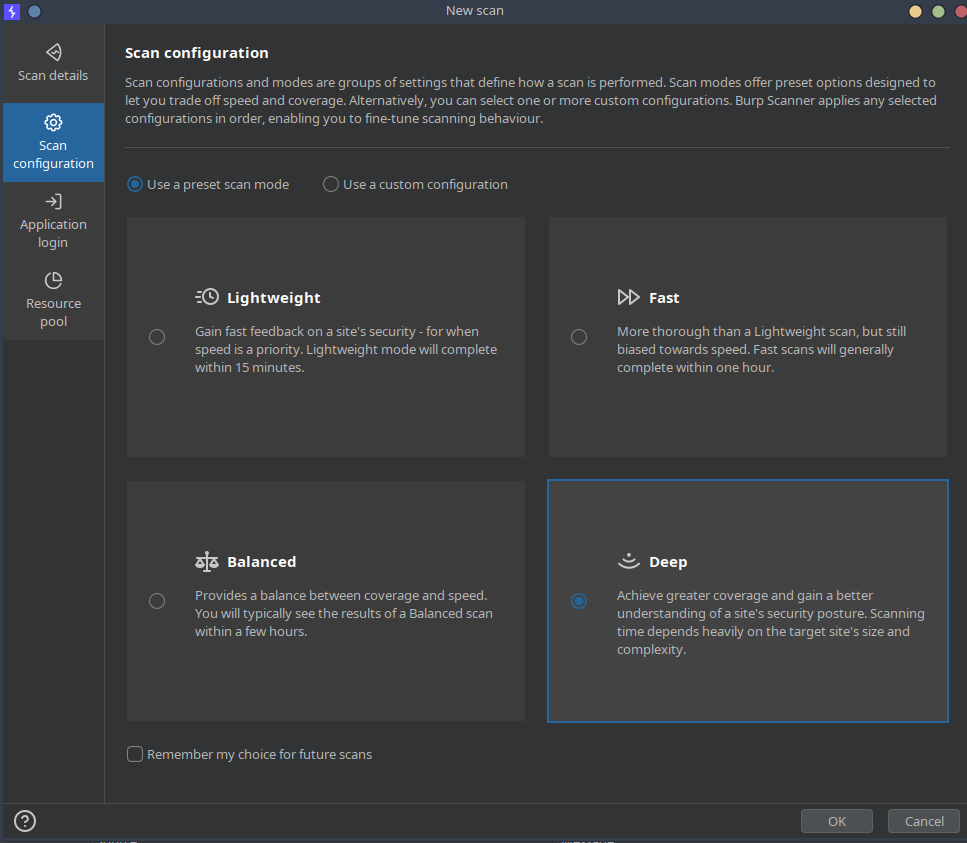 New scan
Scan details
Scan
configuration
Application
login
Resource
pool
Scan configuration
Scan configurations and modes are groups of settings that define how a scan is performed. Scan modes offer preset options designed to
let you trade off speed and coverage. Alternatively, you can select one or more custom configurations. Burp Scanner applies any selected
configurations in order, enabling you to fine-tune scanning behaviour.
Use a preset scan mode
Use a custom configuration
Lightweight
Gain fast feedback on a site's security - for when
speed is a priority. Lightweight mode will complete
within 15 minutes.
Fast
More thorough than a Lightweight scan, but still
biased towards speed. Fast scans will generally
complete within one hour.
Balanced
Provides a balance between coverage and speed.
You will typically see the results of a Balanced scan
within a few hours.
Deep
Achieve greater coverage and gain a better
understanding of a site's security posture. Scanning
time depends heavily on the target site's size and
complexity.
Remember my choice for future scans
?
OK
Cancel